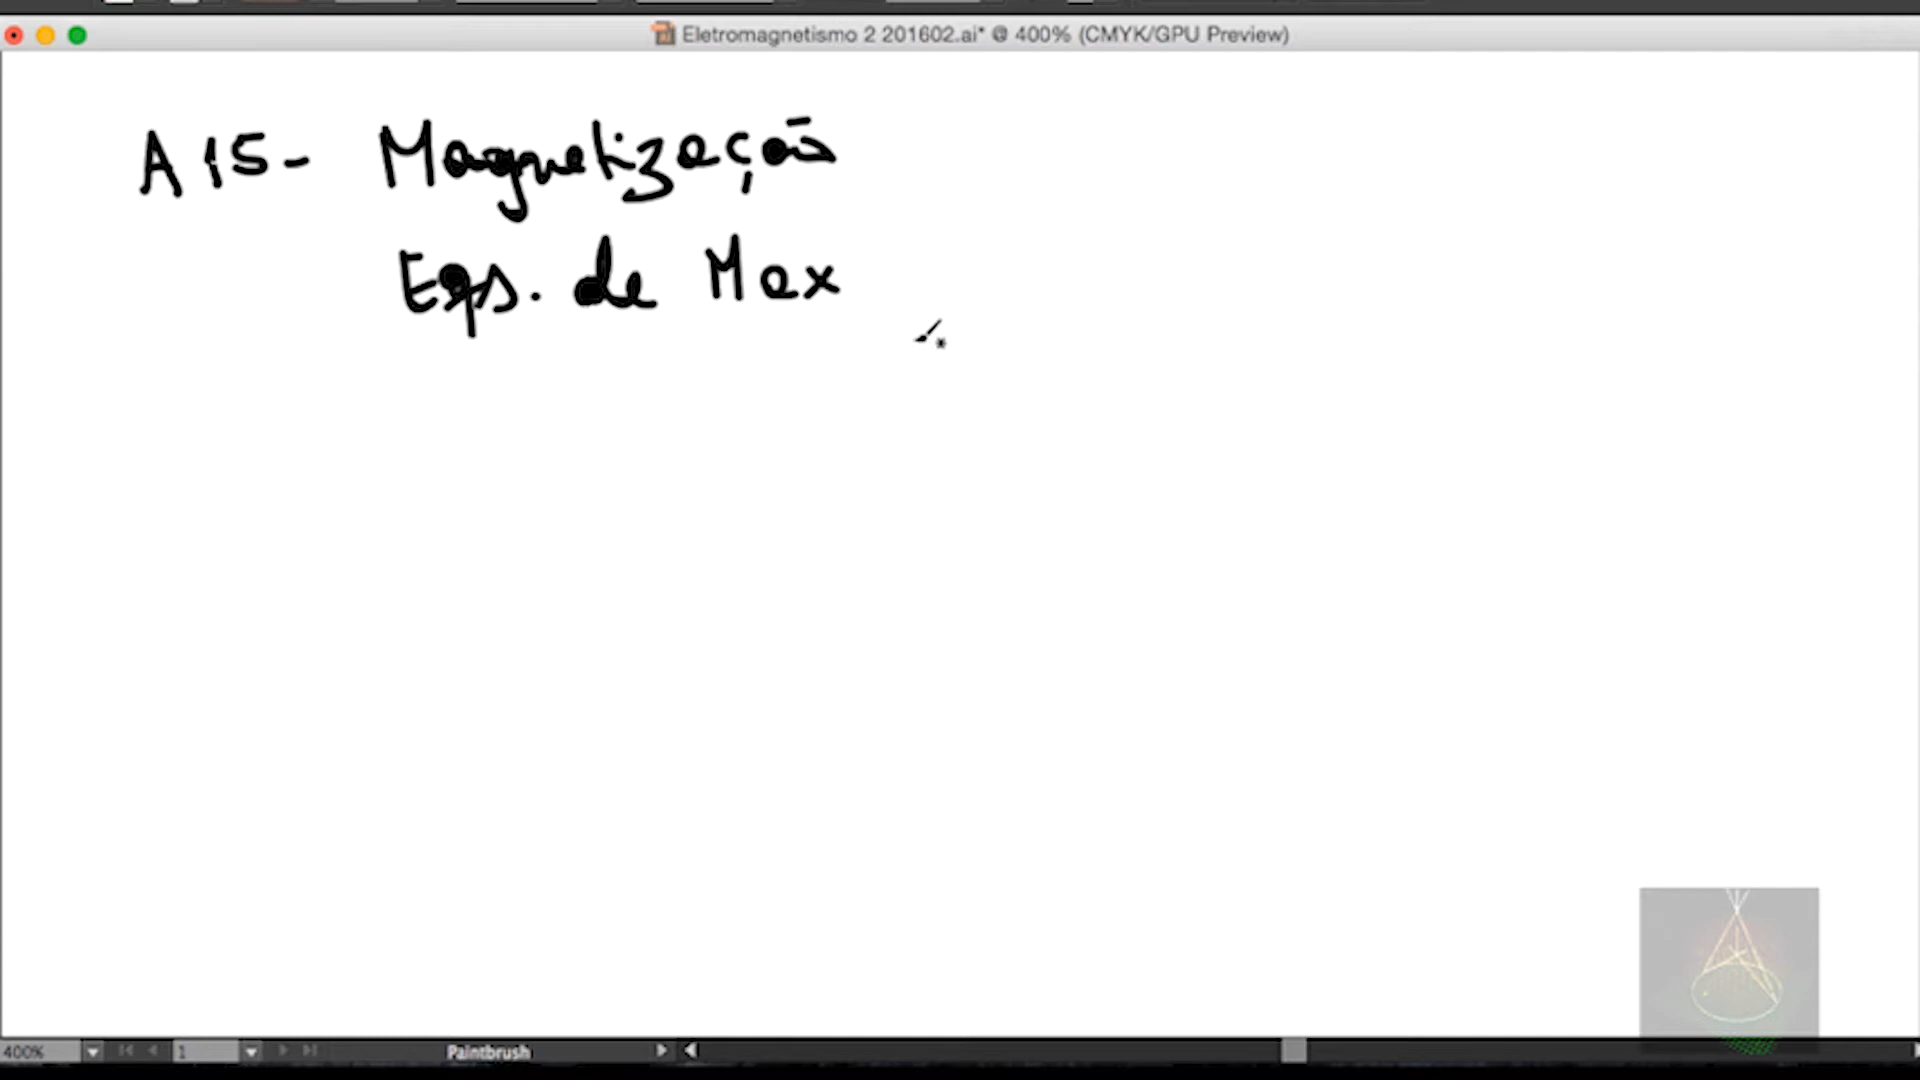 Eletromagnetismo 2 201602.ai* @ 400% (CMYK/GPU Preview)
A15- Magnetização
Eqs. de Max
400%
1
Paintbrush